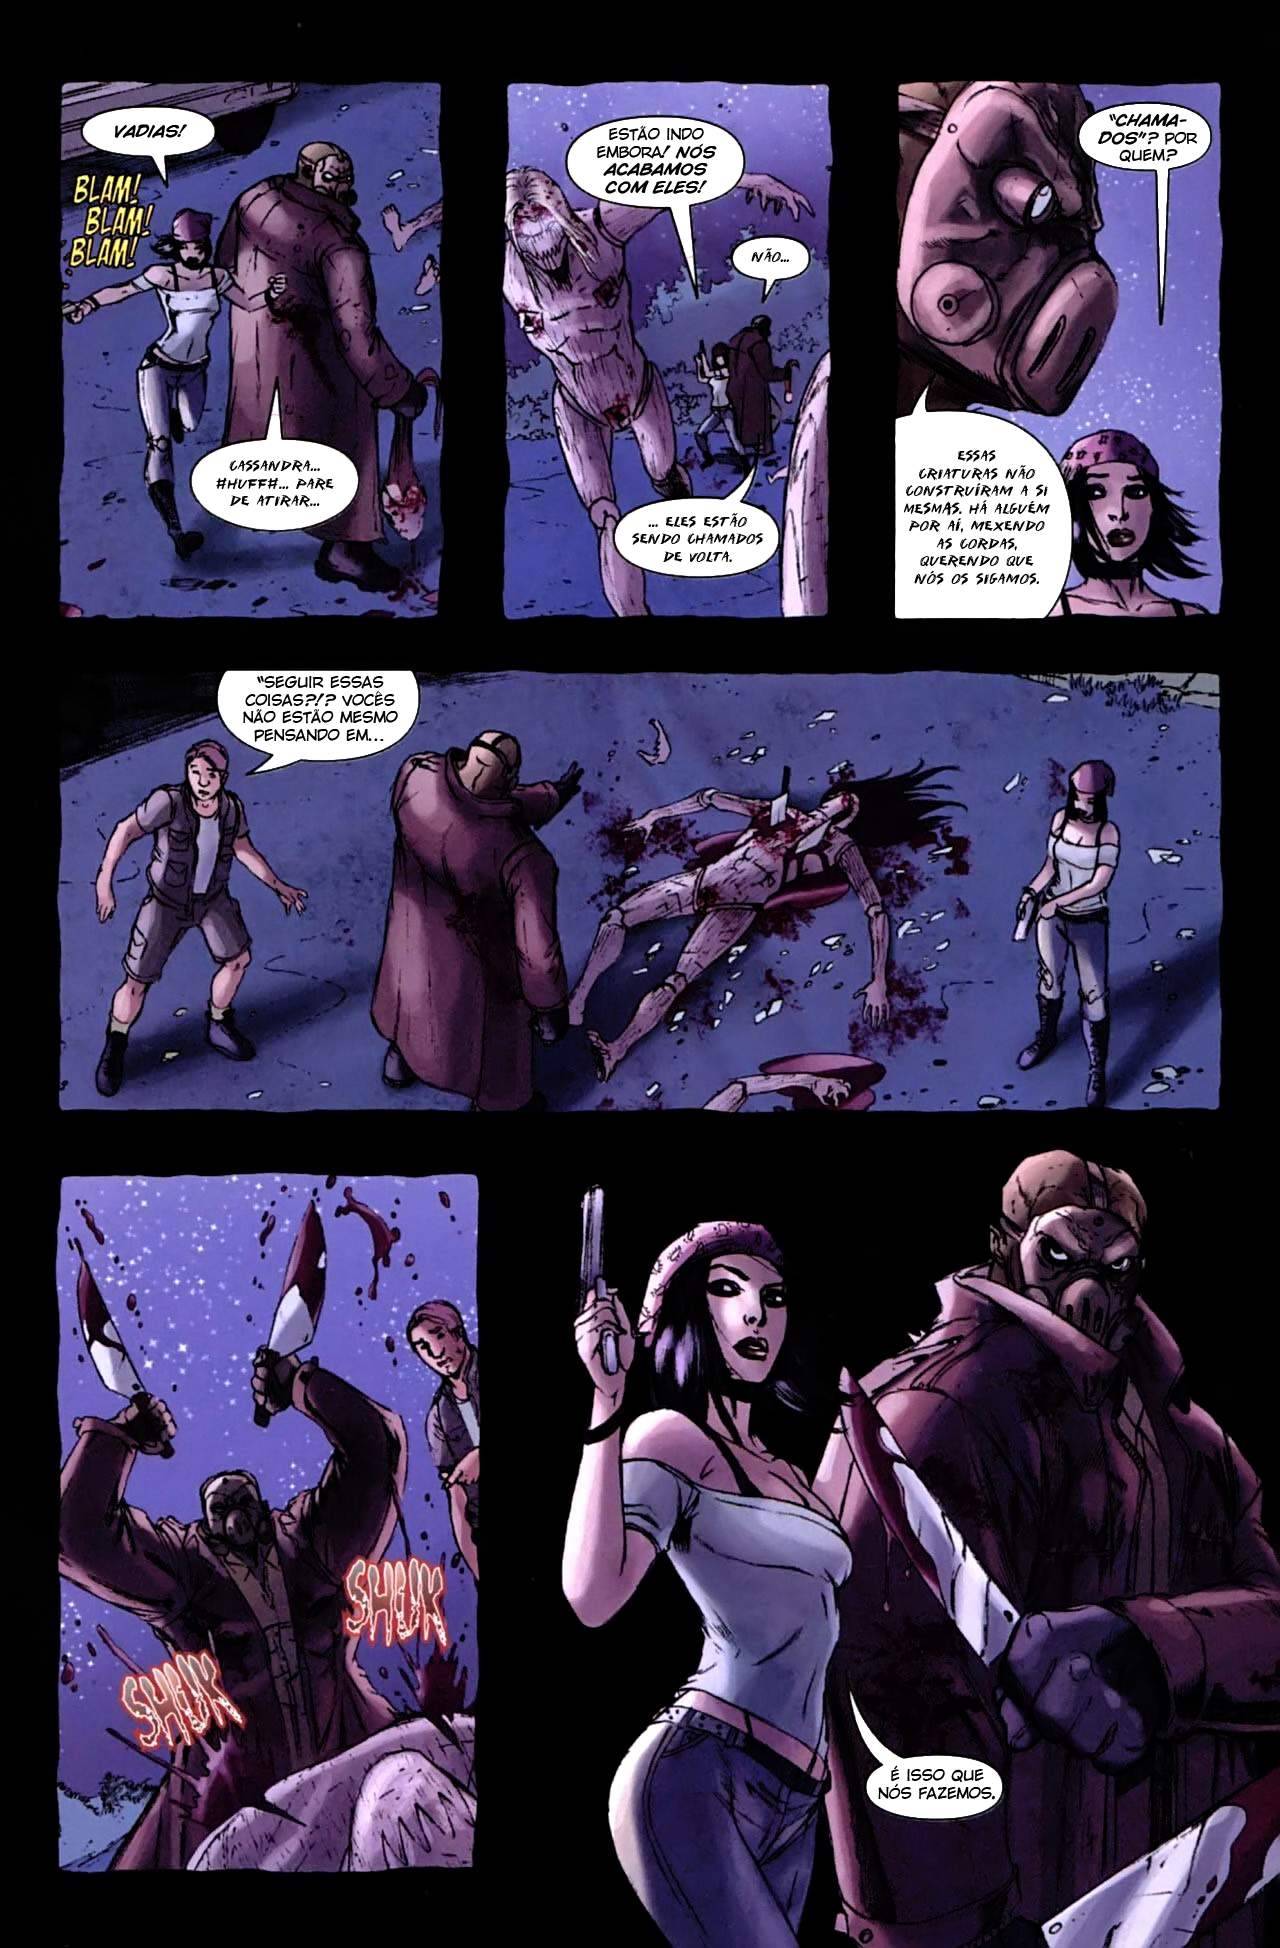 VADIAS!
BLAM!
BLAM!
BLAM!
CASSANDRA...
#HUFF#... PARE
DE ATIRAR...
ESTÃO INDO
EMBORA! NÓS
ACABAMOS
COM ELES!
NÃO...
... ELES ESTÃO
SENDO CHAMADOS
DE VOLTA.
"CHAMA-
DOS"? POR
QUEM?
ESSAS
CRIATURAS NÃO
CONSTRUÍRAM A SI
MESMAS. HÁ ALGUÉM
POR AÍ, MEXENDO
AS CORDAS,
QUERENDO QUE
NÓS OS SIGAMOS.
"SEGUIR ESSAS
COISAS?!? VOCÊS
NÃO ESTÃO MESMO
PENSANDO EM...
SHUK
SHUK
É ISSO QUE
NÓS FAZEMOS.